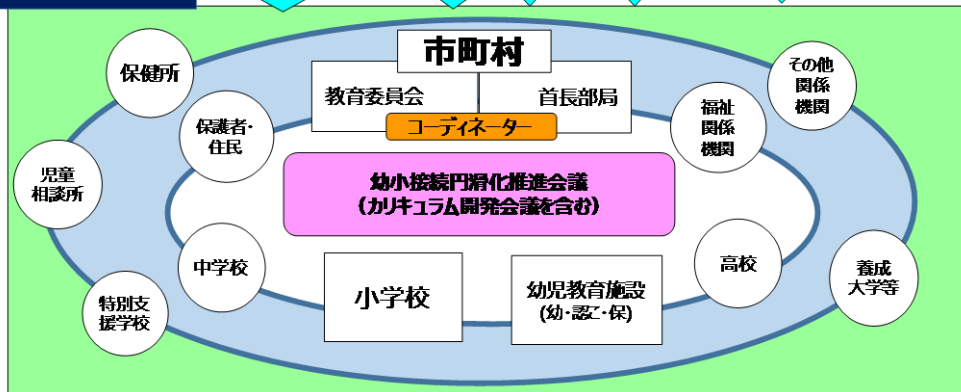 市町村
教育委員会
首長部局
コーディネーター
保健所
その他
関係
機関
保護者・
住民
福祉
関係
機関
児童
相談所
幼小接続円滑化推進会議
(カリキュラム開発会議を含む)
中学校
小学校
幼児教育施設
(幼・認こ・保)
高校
特別支
援学校
養成
大学等